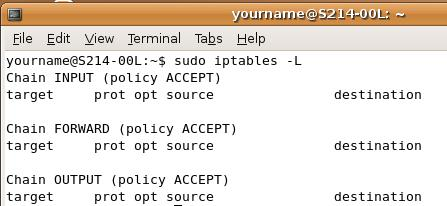 yourname@S214-00L: ~
File Edit View Terminal Tabs Help
yourname@S214-00L:~$ sudo iptables -L
Chain INPUT (policy ACCEPT)
target     prot opt source               destination
Chain FORWARD (policy ACCEPT)
target     prot opt source               destination
Chain OUTPUT (policy ACCEPT)
target     prot opt source               destination